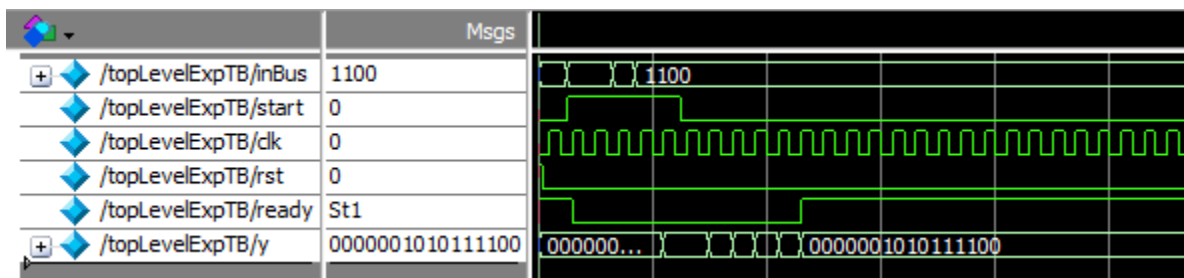 Msgs
/topLevelExpTB/inBus 1100 1100
/topLevelExpTB/start 0
/topLevelExpTB/clk 0
/topLevelExpTB/rst 0
/topLevelExpTB/ready St1
/topLevelExpTB/y 0000001010111100 000000... 0000001010111100